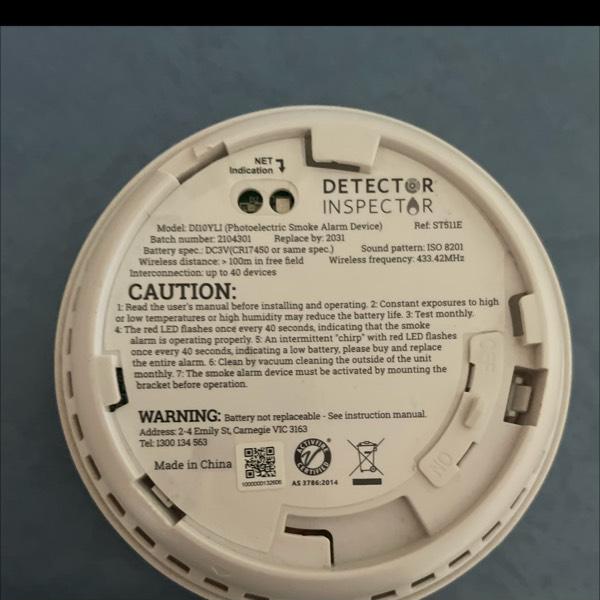 NET
Indication
DETECTOR
INSPECTOR
Model: DI10YLI (Photoelectric Smoke Alarm Device) Ref: ST511E
Batch number: 2104301 Replace by: 2031
Battery spec.: DC3V(CR17450 or same spec.) Sound pattern: ISO 8201
Wireless distance: > 100m in free field Wireless frequency: 433.42MHz
Interconnection: up to 40 devices
CAUTION:
1: Read the user's manual before installing and operating. 2: Constant exposures to high
or low temperatures or high humidity may reduce the battery life. 3: Test monthly.
4: The red LED flashes once every 40 seconds, indicating that the smoke
alarm is operating properly. 5: An intermittent "chirp" with red LED flashes
once every 40 seconds, indicating a low battery, please buy and replace
the entire alarm. 6: Clean by vacuum cleaning the outside of the unit
monthly. 7: The smoke alarm device must be activated by mounting the
bracket before operation.
OFF
ON
WARNING: Battery not replaceable - See instruction manual.
Address: 2-4 Emily St, Carnegie VIC 3163
Tel: 1300 134 563
Made in China
1000000132606
ACTIVFIRE
CERTIFIED
AS 3786:2014